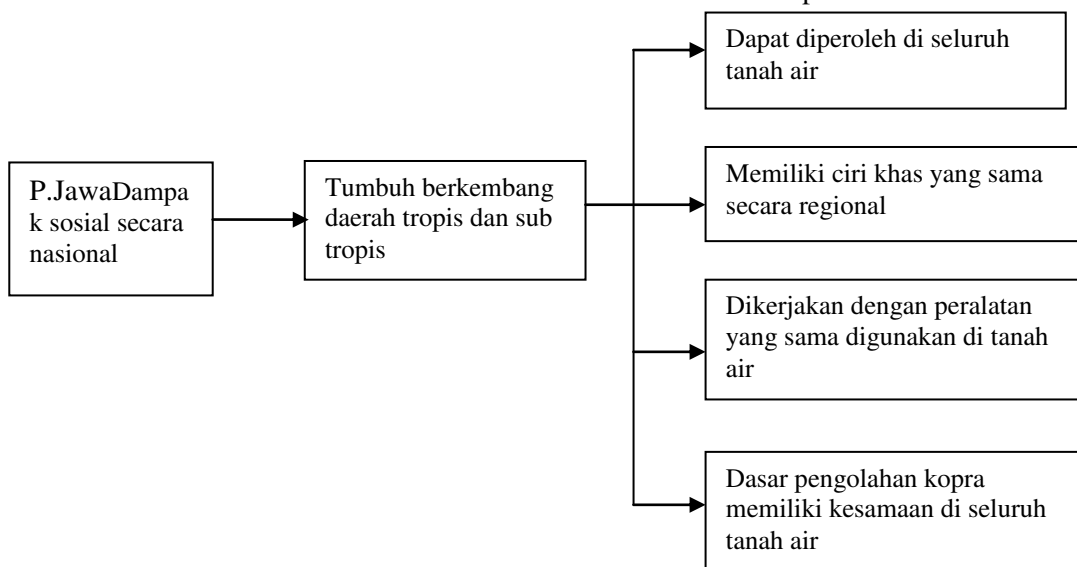 Dapat diperoleh di seluruh
tanah air
P.JawaDampa
k sosial secara
nasional
Tumbuh berkembang
daerah tropis dan sub
tropis
Memiliki ciri khas yang sama
secara regional
Dikerjakan dengan peralatan
yang sama digunakan di tanah
air
Dasar pengolahan kopra
memiliki kesamaan di seluruh
tanah air